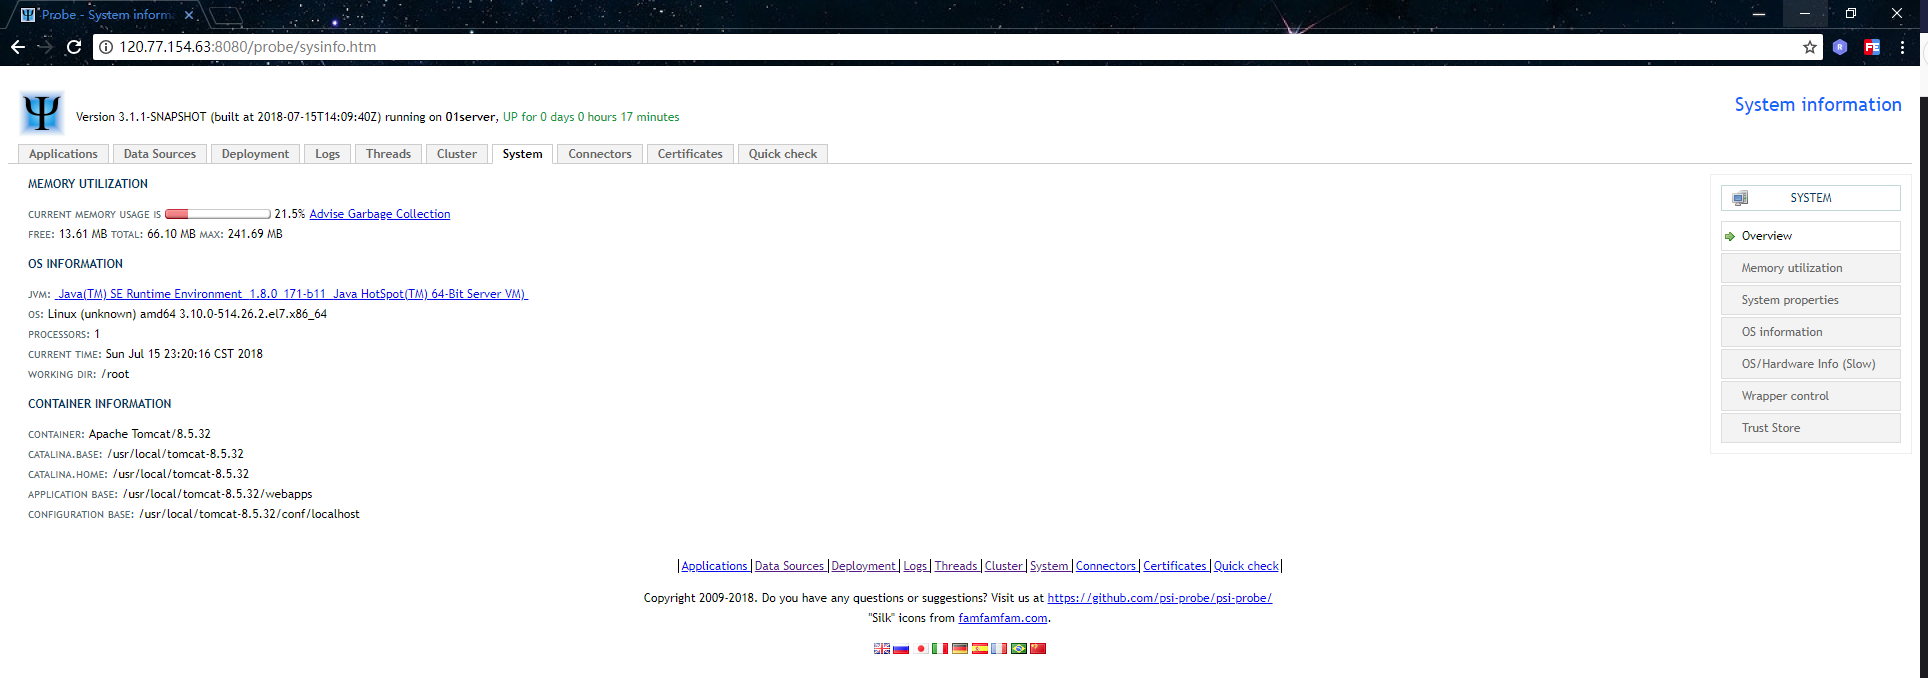 Probe - System inform
120.77.154.63:8080/probe/sysinfo.htm
System information
Version 3.1.1-SNAPSHOT (built at 2018-07-15T14:09:40Z) running on 01server, UP for 0 days 0 hours 17 minutes
Applications Data Sources Deployment Logs Threads Cluster System Connectors Certificates Quick check
MEMORY UTILIZATION
CURRENT MEMORY USAGE IS 21.5% Advise Garbage Collection
FREE: 13.61 MB TOTAL: 66.10 MB MAX: 241.69 MB
OS INFORMATION
JVM: Java(TM) SE Runtime Environment 1.8.0_171-b11 Java HotSpot(TM) 64-Bit Server VM)
OS: Linux (unknown) amd64 3.10.0-514.26.2.el7.x86_64
PROCESSORS: 1
CURRENT TIME: Sun Jul 15 23:20:16 CST 2018
WORKING DIR: /root
CONTAINER INFORMATION
CONTAINER: Apache Tomcat/8.5.32
CATALINA.BASE: /usr/local/tomcat-8.5.32
CATALINA.HOME: /usr/local/tomcat-8.5.32
APPLICATION BASE: /usr/local/tomcat-8.5.32/webapps
CONFIGURATION BASE: /usr/local/tomcat-8.5.32/conf/localhost
SYSTEM
Overview
Memory utilization
System properties
OS information
OS/Hardware Info (Slow)
Wrapper control
Trust Store
|Applications |Data Sources |Deployment |Logs |Threads |Cluster |System |Connectors |Certificates |Quick check|
Copyright 2009-2018. Do you have any questions or suggestions? Visit us at https://github.com/psi-probe/psi-probe/
"Silk" icons from famfamfam.com.